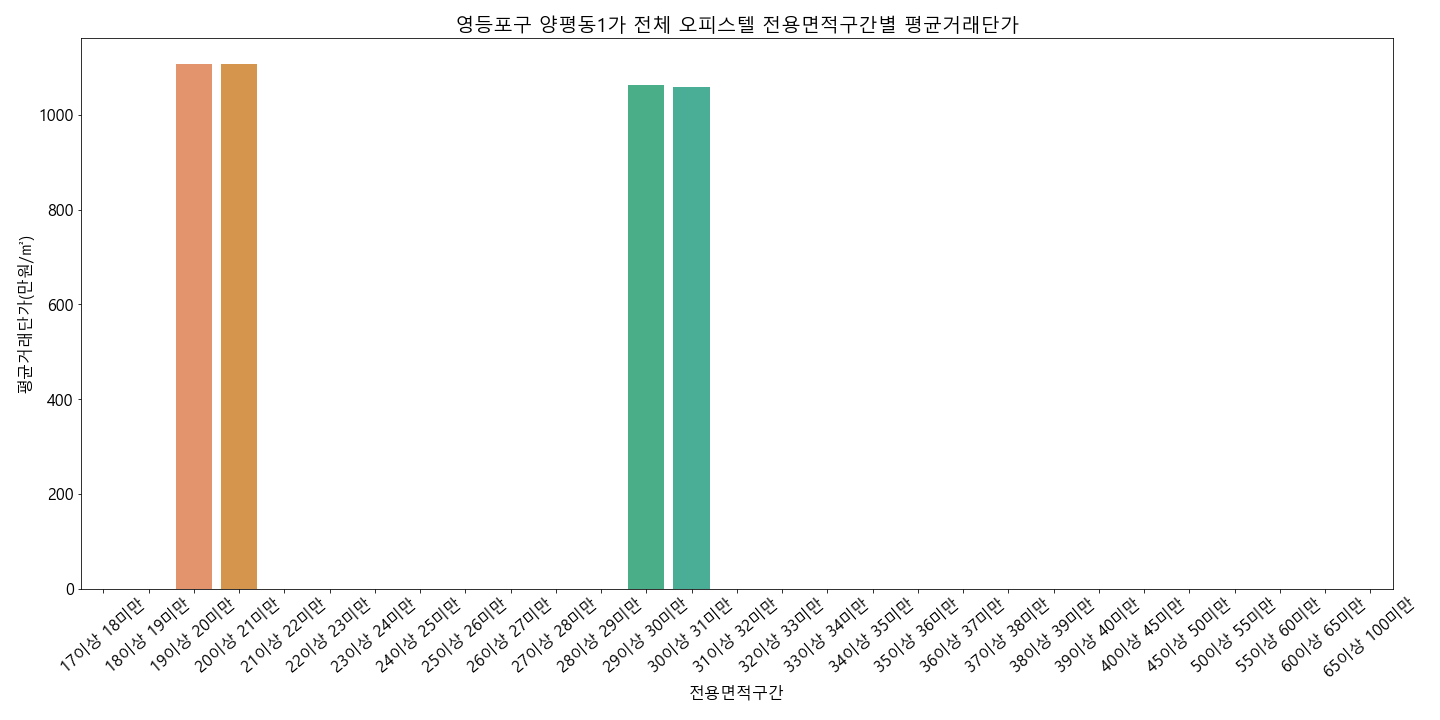 영등포구 양평동1가 전체 오피스텔 전용면적구간별 평균거래단가
평균거래단가(만원/㎡)
1000
800
600
400
200
0
17이상 18미만
18이상 19미만
19이상 20미만
20이상 21미만
21이상 22미만
22이상 23미만
23이상 24미만
24이상 25미만
25이상 26미만
26이상 27미만
27이상 28미만
28이상 29미만
29이상 30미만
30이상 31미만
31이상 32미만
32이상 33미만
33이상 34미만
34이상 35미만
35이상 36미만
36이상 37미만
37이상 38미만
38이상 39미만
39이상 40미만
40이상 45미만
45이상 50미만
50이상 55미만
55이상 60미만
60이상 65미만
65이상 100미만
전용면적구간